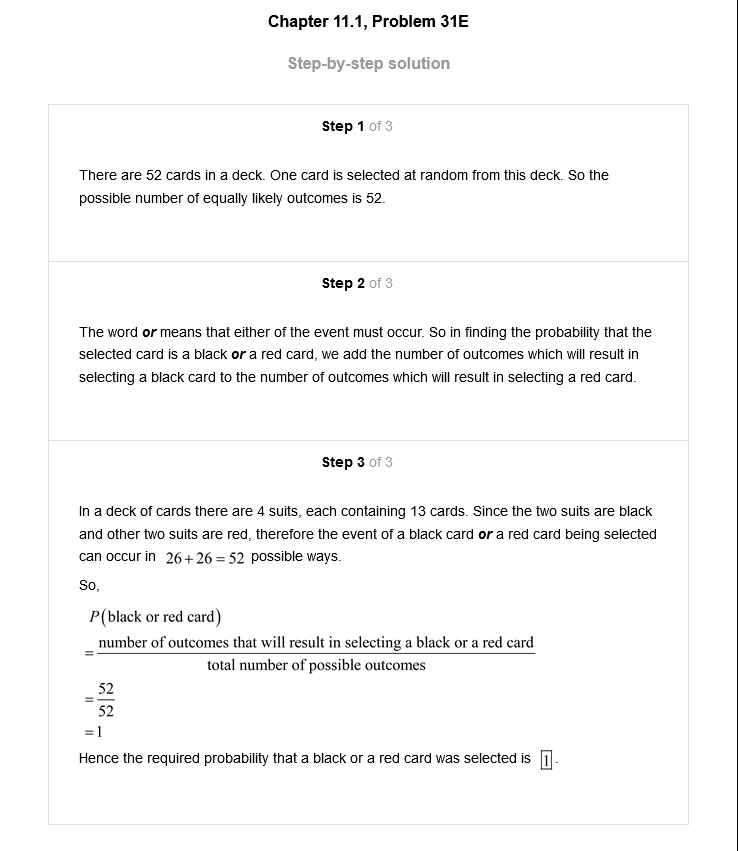 Chapter 11.1, Problem 31E
Step-by-step solution
Step 1 of 3
There are 52 cards in a deck. One card is selected at random from this deck. So the
possible number of equally likely outcomes is 52.
Step 2 of 3
The word or means that either of the event must occur. So in finding the probability that the
selected card is a black or a red card, we add the number of outcomes which will result in
selecting a black card to the number of outcomes which will result in selecting a red card.
Step 3 of 3
In a deck of cards there are 4 suits, each containing 13 cards. Since the two suits are black
and other two suits are red, therefore the event of a black card or a red card being selected
can occur in 26+26=52 possible ways.
So,
P(black or red card)
= number of outcomes that will result in selecting a black or a red card
total number of possible outcomes
= 52
52
=1
Hence the required probability that a black or a red card was selected is 1.